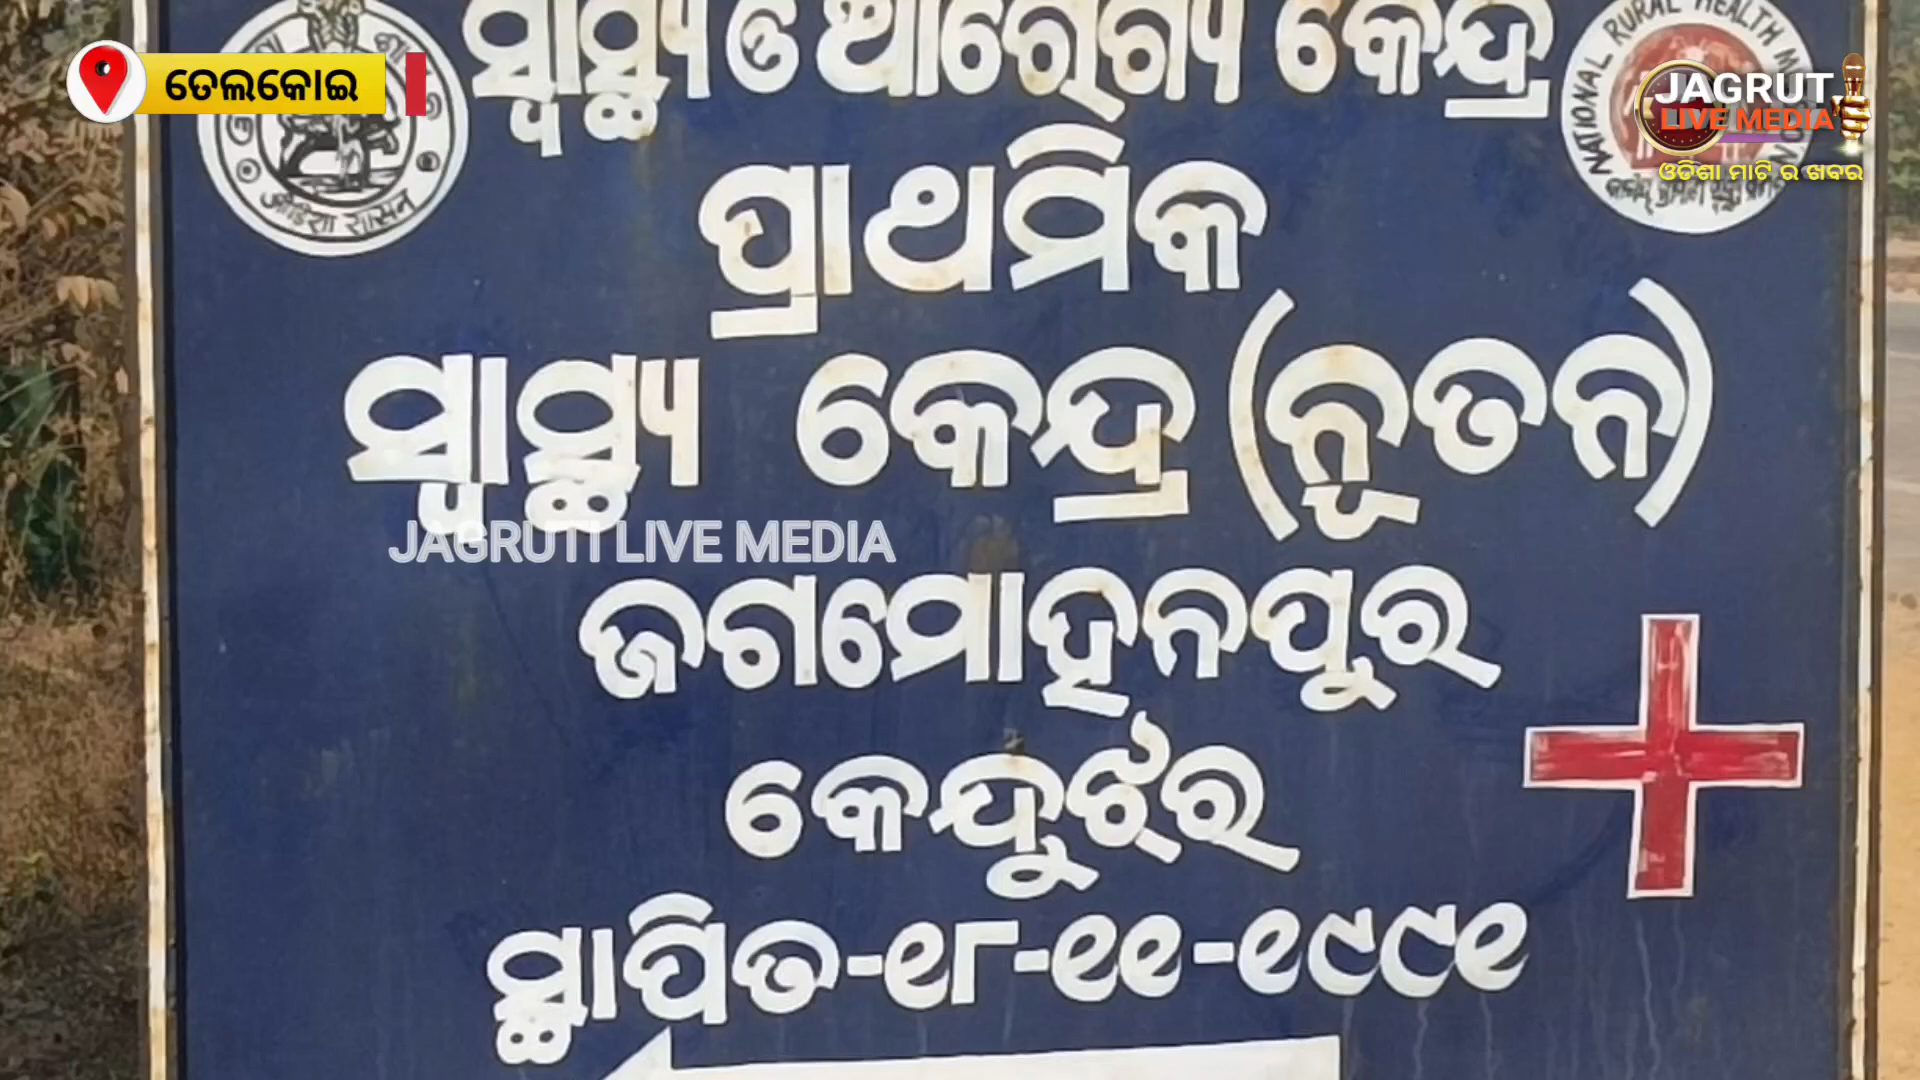 ସ୍ୱାସ୍ଥ୍ୟ ଓ ଆରୋଗ୍ୟ କେନ୍ଦ୍ର
ପ୍ରାଥମିକ
ସ୍ୱାସ୍ଥ୍ୟ କେନ୍ଦ୍ର (ନୂତନ)
ଜଗମୋହନପୁର
କେନ୍ଦୁଝର
ସ୍ଥାପିତ-୧୮-୧୧-୧୯୯୧
ତେଲକୋଇ
JAGRUTI LIVE MEDIA
JAGRUT
LIVE MEDIA
ଓଡିଶା ମାଟି ର ଖବର
NATIONAL RURAL HEALTH